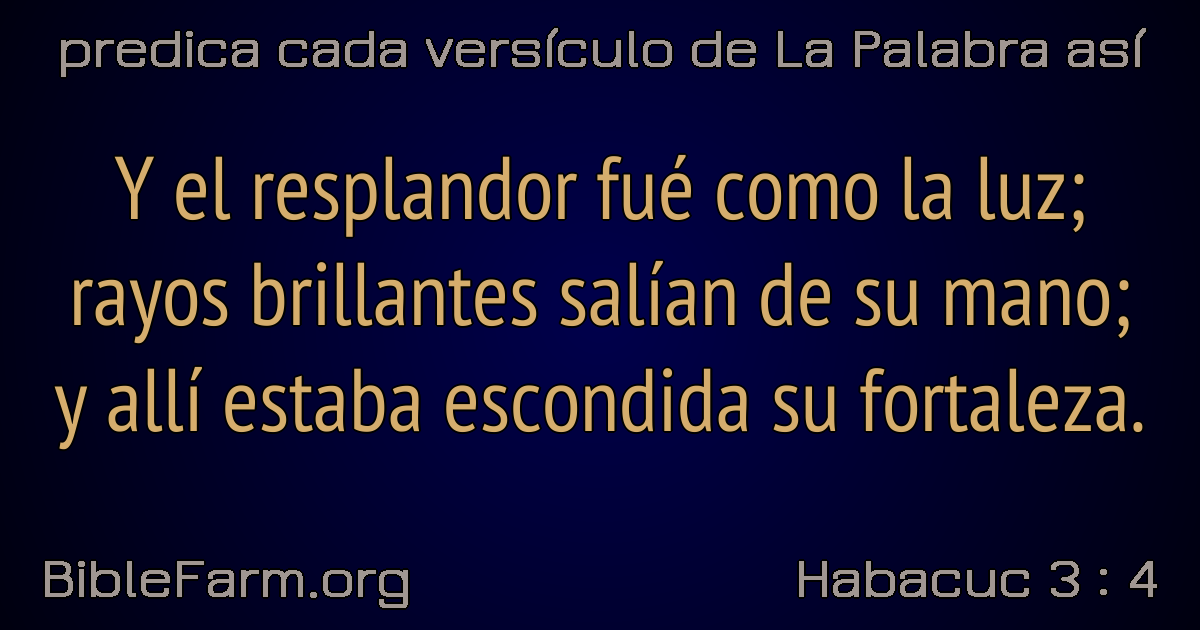 predica cada versículo de La Palabra así
Y el resplandor fué como la luz;
rayos brillantes salían de su mano;
y allí estaba escondida su fortaleza.
BibleFarm.org
Habacuc 3 : 4